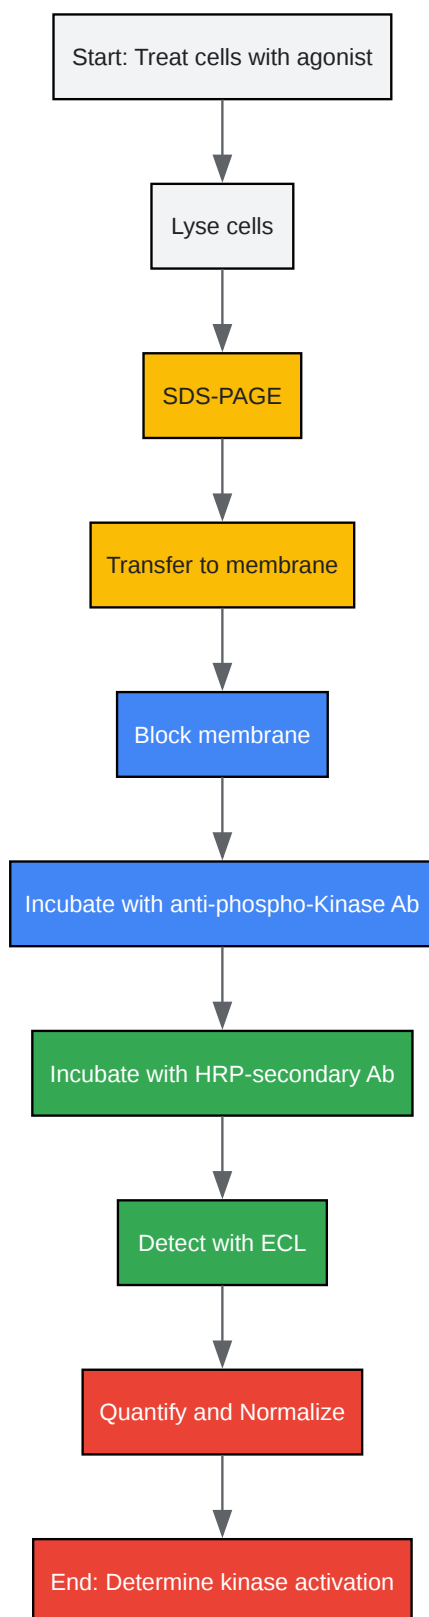 Start: Treat cells with agonist
Lyse cells
SDS-PAGE
Transfer to membrane
Block membrane
Incubate with anti-phospho-Kinase Ab
Incubate with HRP-secondary Ab
Detect with ECL
Quantify and Normalize
End: Determine kinase activation